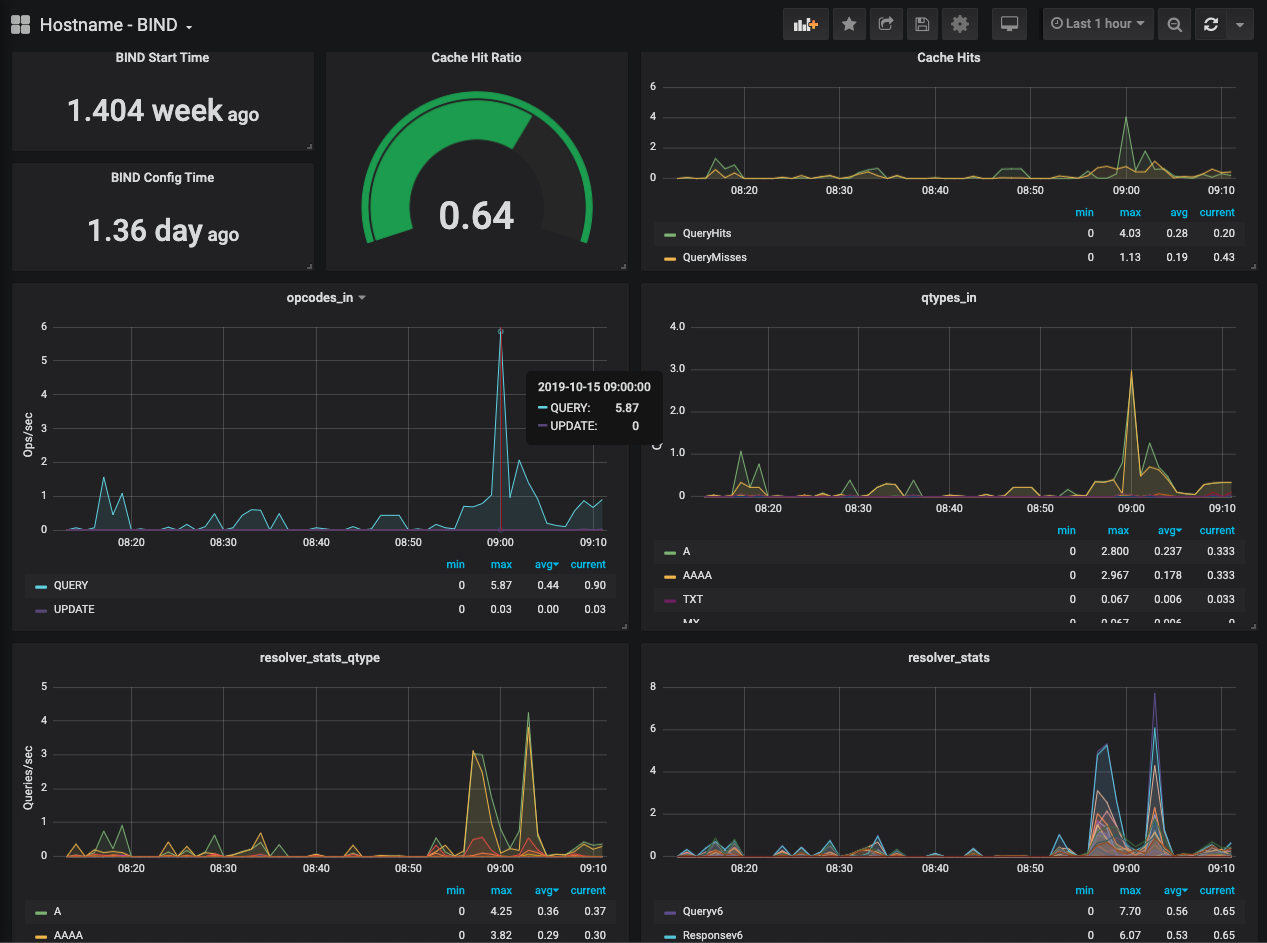 Hostname - BIND
Last 1 hour
BIND Start Time
1.404 week ago
BIND Config Time
1.36 day ago
Cache Hit Ratio
0.64
Cache Hits
6
4
2
0
08:20 08:30 08:40 08:50 09:00 09:10
min max avg current
QueryHits 0 4.03 0.28 0.20
QueryMisses 0 1.13 0.19 0.43
opcodes_in
Ops/sec
6
5
4
3
2
1
0
08:20 08:30 08:40 08:50 09:00 09:10
2019-10-15 09:00:00
QUERY: 5.87
UPDATE: 0
min max avg current
QUERY 0 5.87 0.44 0.90
UPDATE 0 0.03 0.00 0.03
qtypes_in
4.0
3.0
2.0
1.0
0
08:20 08:30 08:40 08:50 09:00 09:10
min max avg current
A 0 2.800 0.237 0.333
AAAA 0 2.967 0.178 0.333
TXT 0 0.067 0.006 0.033
MX 0 0.067 0.006 0
resolver_stats_qtype
Queries/sec
5
4
3
2
1
0
08:20 08:30 08:40 08:50 09:00 09:10
min max avg current
A 0 4.25 0.36 0.37
AAAA 0 3.82 0.29 0.30
resolver_stats
8
6
4
2
0
08:20 08:30 08:40 08:50 09:00 09:10
min max avg current
Queryv6 0 7.70 0.56 0.65
Responsev6 0 6.07 0.53 0.65